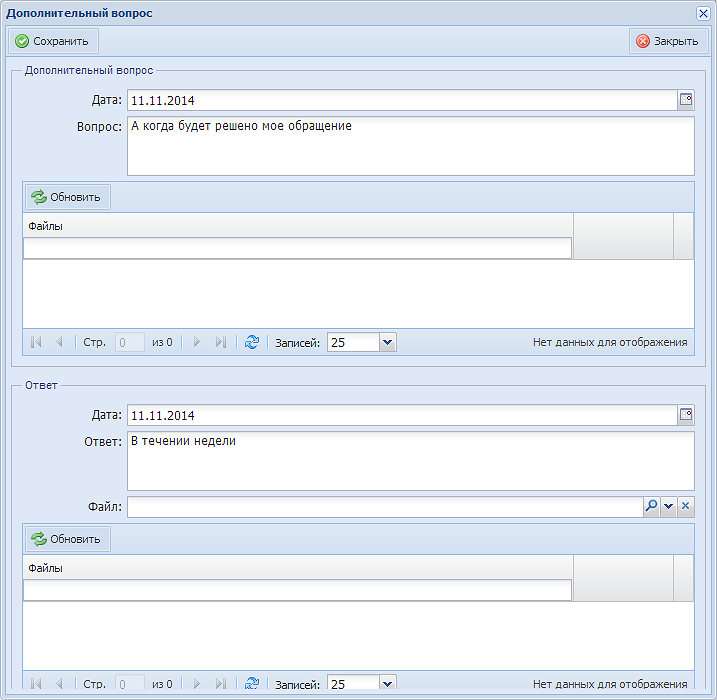 Дополнительный вопрос
Сохранить Закрыть
Дополнительный вопрос
Дата: 11.11.2014
Вопрос: А когда будет решено мое обращение
Обновить
Файлы
Стр. 0 из 0 Записей: 25 Нет данных для отображения
Ответ
Дата: 11.11.2014
Ответ: В течении недели
Файл:
Обновить
Файлы
Стр. 0 из 0 Записей: 25 Нет данных для отображения